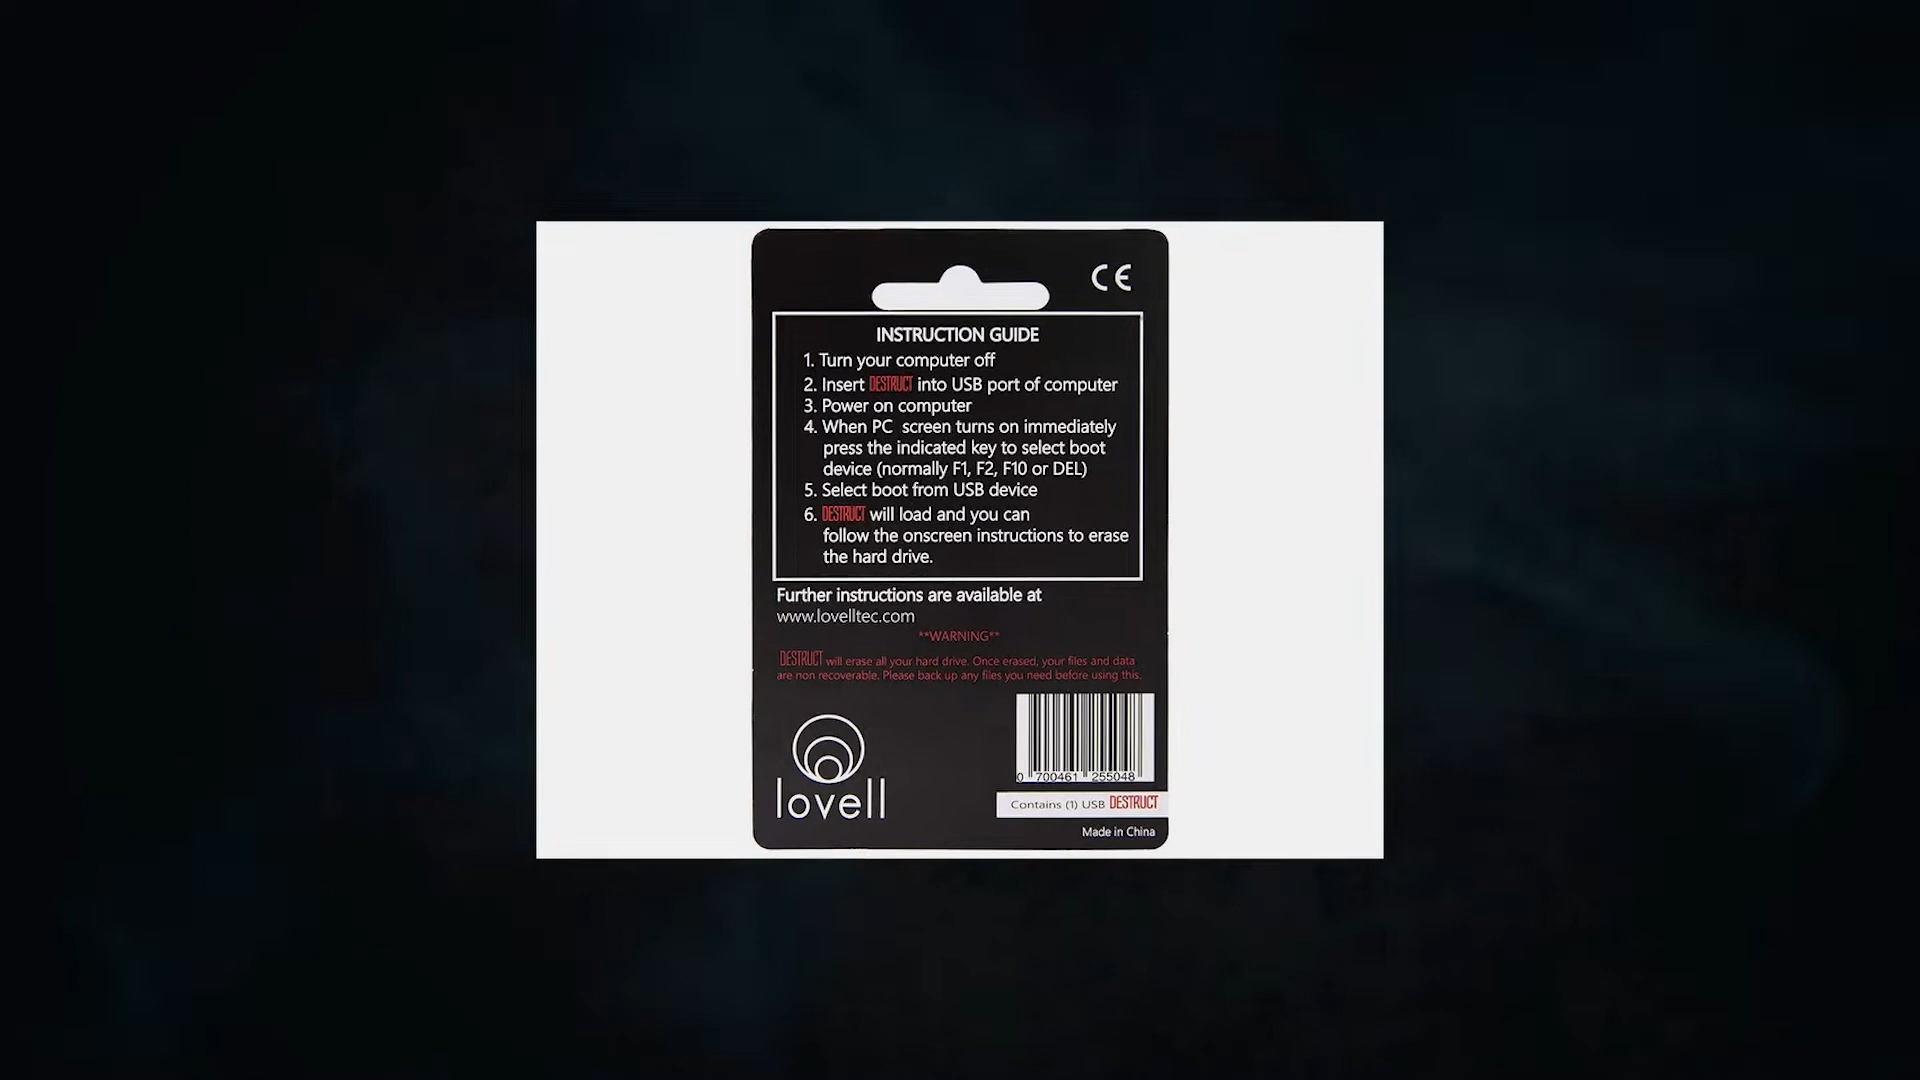 CE
INSTRUCTION GUIDE
1. Turn your computer off
2. Insert DESTRUCT into USB port of computer
3. Power on computer
4. When PC screen turns on immediately
press the indicated key to select boot
device (normally F1, F2, F10 or DEL)
5. Select boot from USB device
6. DESTRUCT will load and you can
follow the onscreen instructions to erase
the hard drive.
Further instructions are available at
www.lovelltec.com
**WARNING**
DESTRUCT will erase all your hard drive. Once erased, your files and data
are non recoverable. Please back up any files you need before using this.
0 700461 255048
lovell
Contains (1) USB DESTRUCT
Made in China